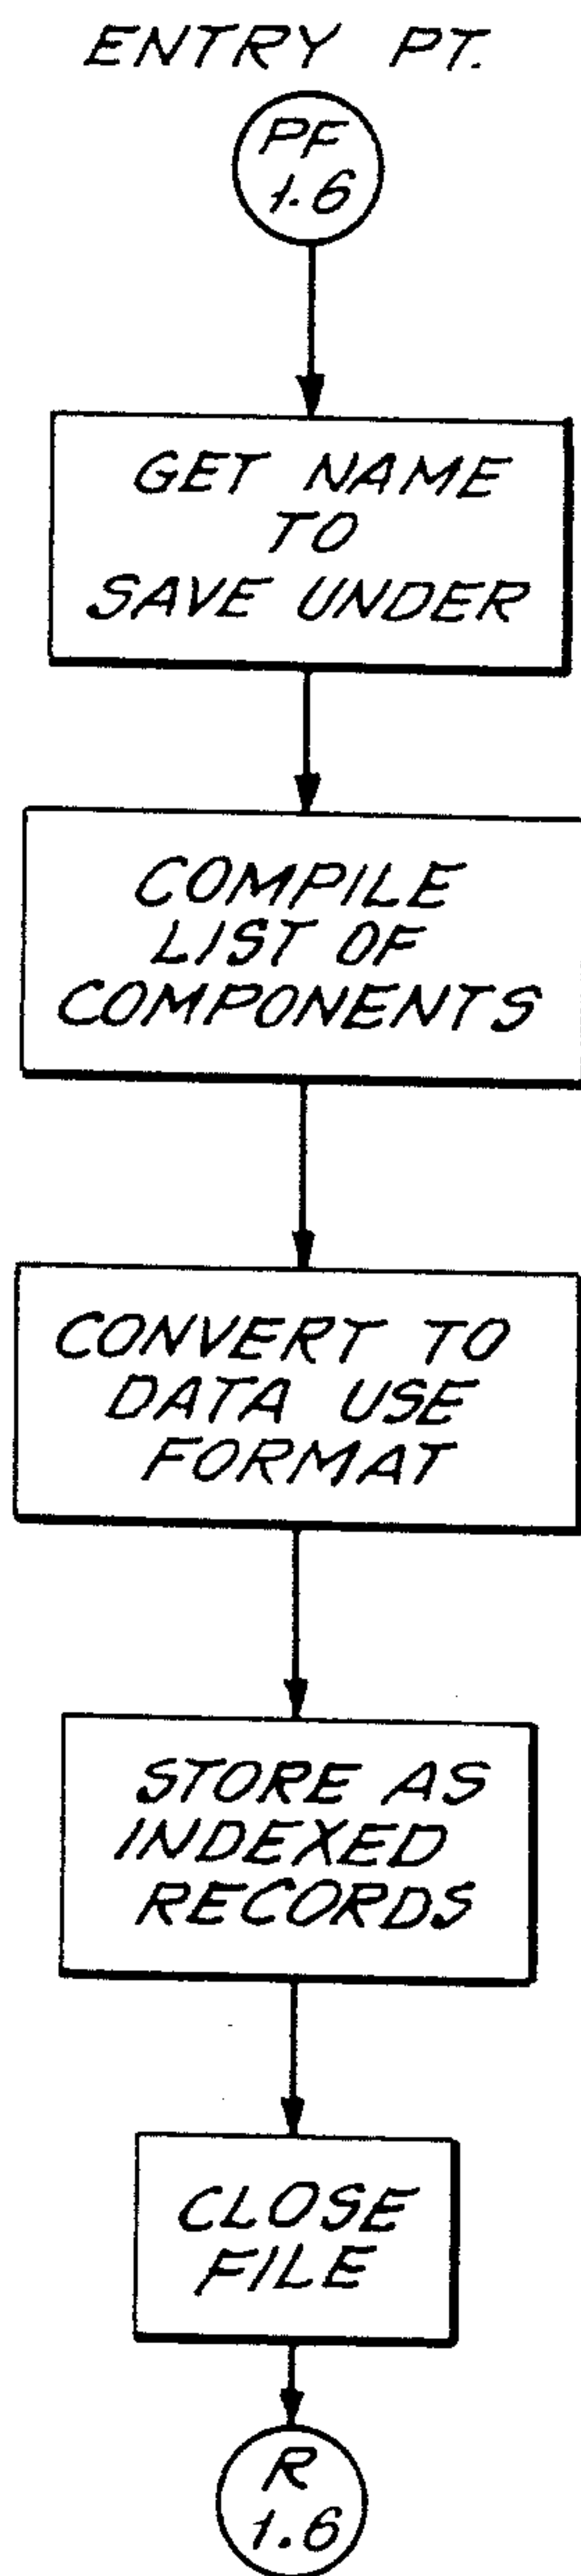 ENTRY PT.
PF
1.6
GET NAME
TO
SAVE UNDER
COMPILE
LIST OF
COMPONENTS
CONVERT TO
DATA USE
FORMAT
STORE AS
INDEXED
RECORDS
CLOSE
FILE
R
1.6